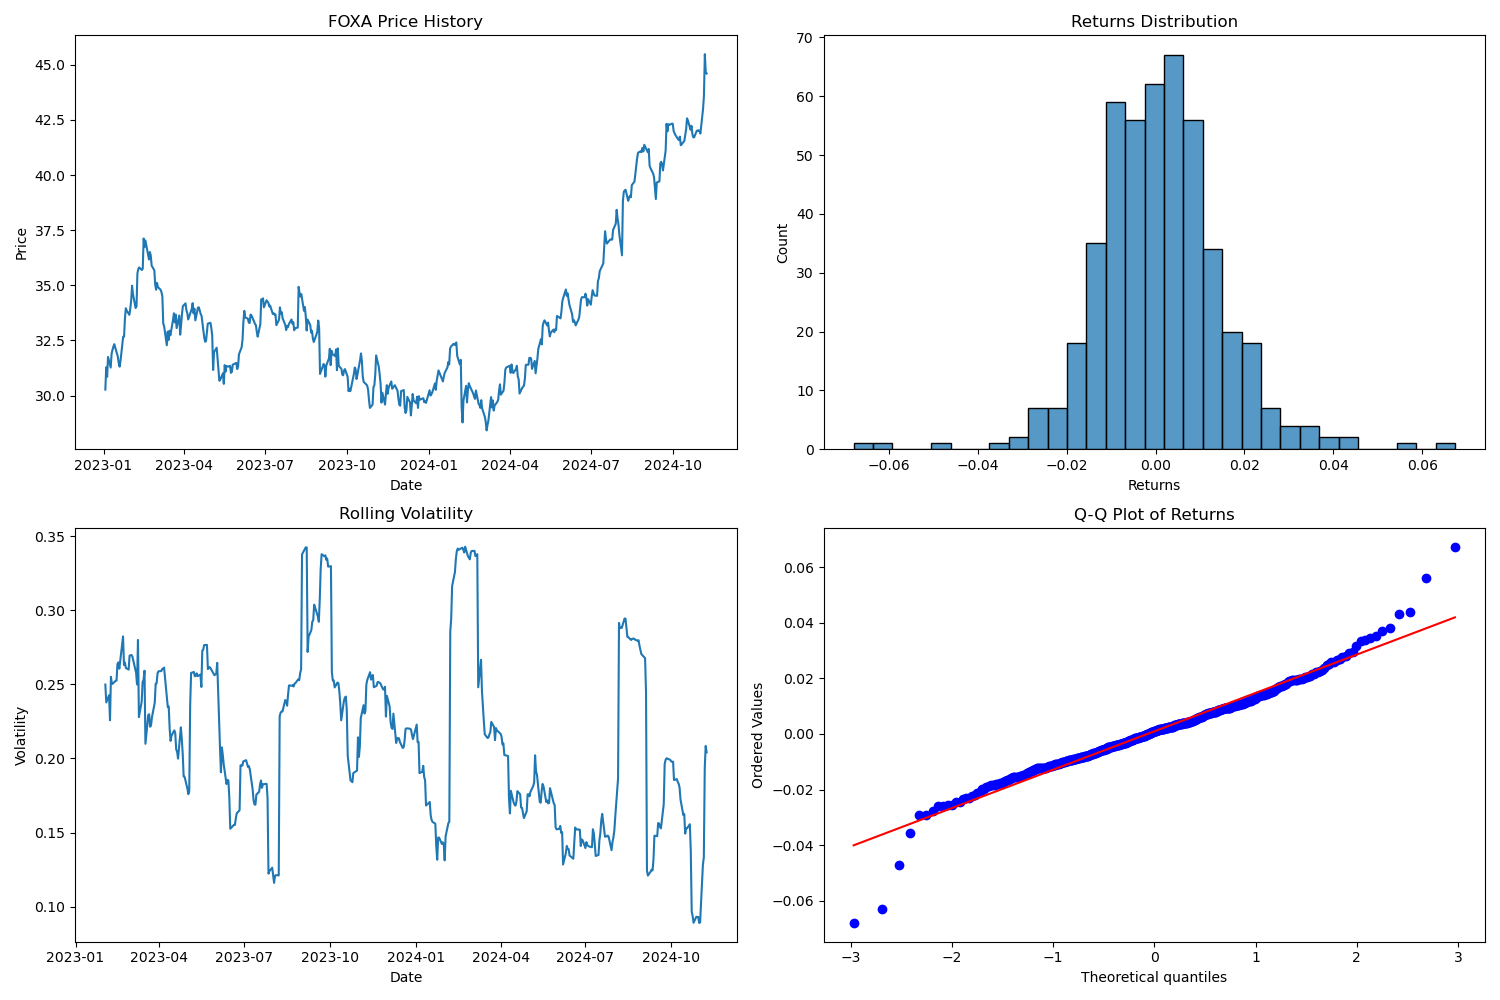 FOXA Price History
45.0
42.5
40.0
37.5
35.0
32.5
30.0
Price
2023-01 2023-04 2023-07 2023-10 2024-01 2024-04 2024-07 2024-10
Date
Returns Distribution
70
60
50
40
30
20
10
0
Count
−0.06 −0.04 −0.02 0.00 0.02 0.04 0.06
Returns
Rolling Volatility
0.35
0.30
0.25
0.20
0.15
0.10
Volatility
2023-01 2023-04 2023-07 2023-10 2024-01 2024-04 2024-07 2024-10
Date
Q-Q Plot of Returns
0.06
0.04
0.02
0.00
−0.02
−0.04
−0.06
Ordered Values
−3 −2 −1 0 1 2 3
Theoretical quantiles